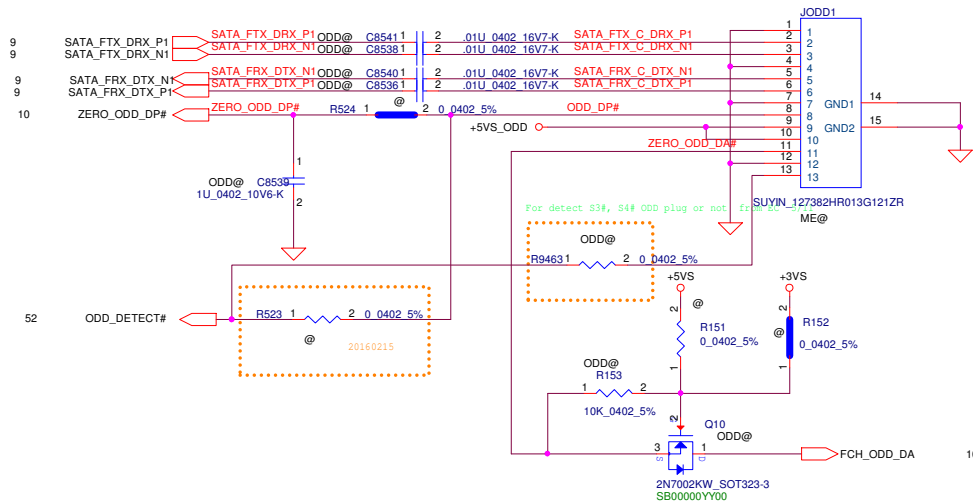 JODD1
9 SATA_FTX_DRX_P1 SATA_FTX_DRX_P1 ODD@ C8541 1 2 .01U_0402_16V7-K SATA_FTX_C_DRX_P1
9 SATA_FTX_DRX_N1 SATA_FTX_DRX_N1 ODD@ C8538 1 2 .01U_0402_16V7-K SATA_FTX_C_DRX_N1
9 SATA_FRX_DTX_N1 SATA_FRX_DTX_N1 ODD@ C8540 1 2 .01U_0402_16V7-K SATA_FRX_C_DTX_N1
9 SATA_FRX_DTX_P1 SATA_FRX_DTX_P1 ODD@ C8536 1 2 .01U_0402_16V7-K SATA_FRX_C_DTX_P1
10 ZERO_ODD_DP# ZERO_ODD_DP# R524 1 @ 2 0_0402_5% ODD_DP#
+5VS_ODD
ZERO_ODD_DA#
1 1
2 2
3 3
4 4
5 5
6 6
7 7
8 8
9 9
10 10
11 11
12 12
13 13
GND1 14
GND2 15
SUYIN_127382HR013G121ZR
ME@
1
ODD@ C8539
1U_0402_10V6-K
2
For detect S3#, S4# ODD plug or not
ODD@
R9463 1 2 0_0402_5%
52 ODD_DETECT#
R523 1 2 0_0402_5%
@
20160215
+5VS
2
@
R151
0_0402_5%
1
+3VS
2
@
R152
0_0402_5%
1
ODD@
R153
1 2
10K_0402_5%
2
G
Q10
ODD@
3 S D 1
FCH_ODD_DA
2N7002KW_SOT323-3
SB00000YY00